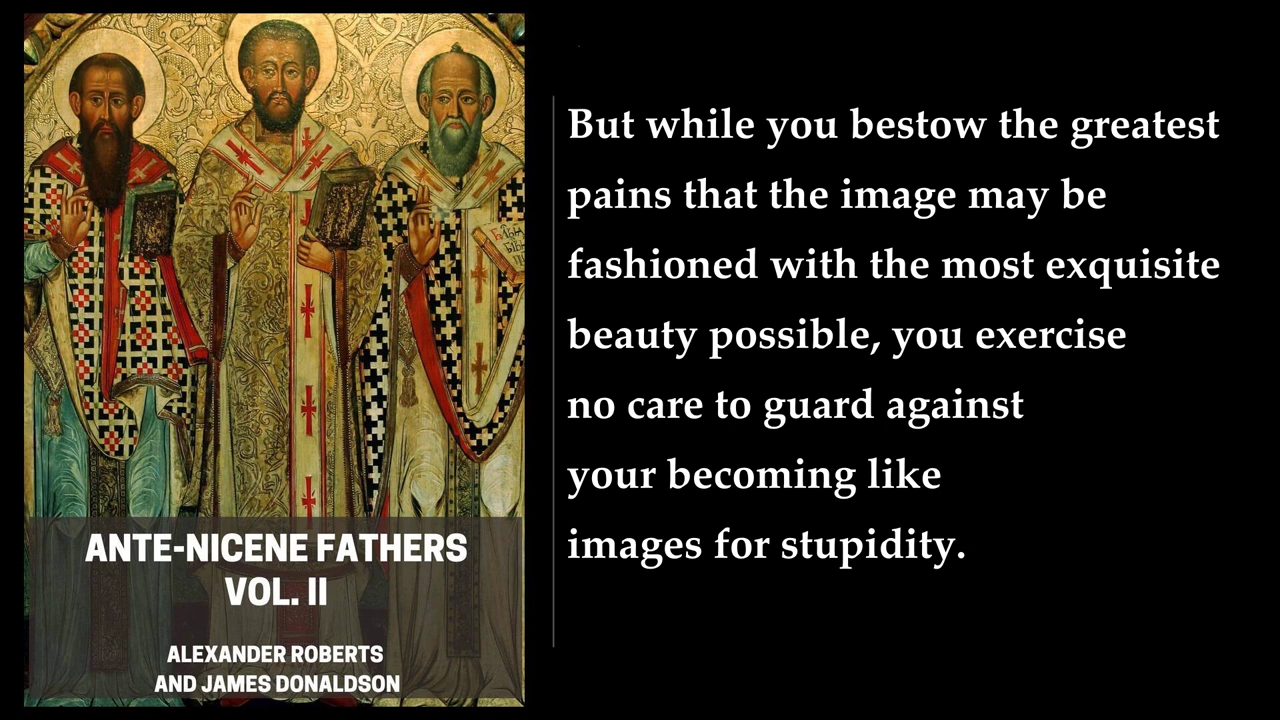 ANTE-NICENE FATHERS
VOL. II
ALEXANDER ROBERTS
AND JAMES DONALDSON
But while you bestow the greatest
pains that the image may be
fashioned with the most exquisite
beauty possible, you exercise
no care to guard against
your becoming like
images for stupidity.